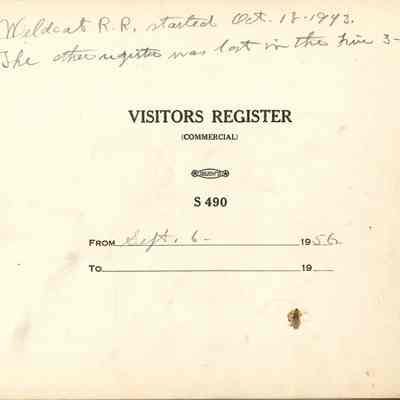 Wildcat R.R. started Oct. 18-1943.
The other register was lost in the fire 3-
VISITORS REGISTER
(COMMERCIAL)
S 490
FROM Sept. 6- 1956
TO 19